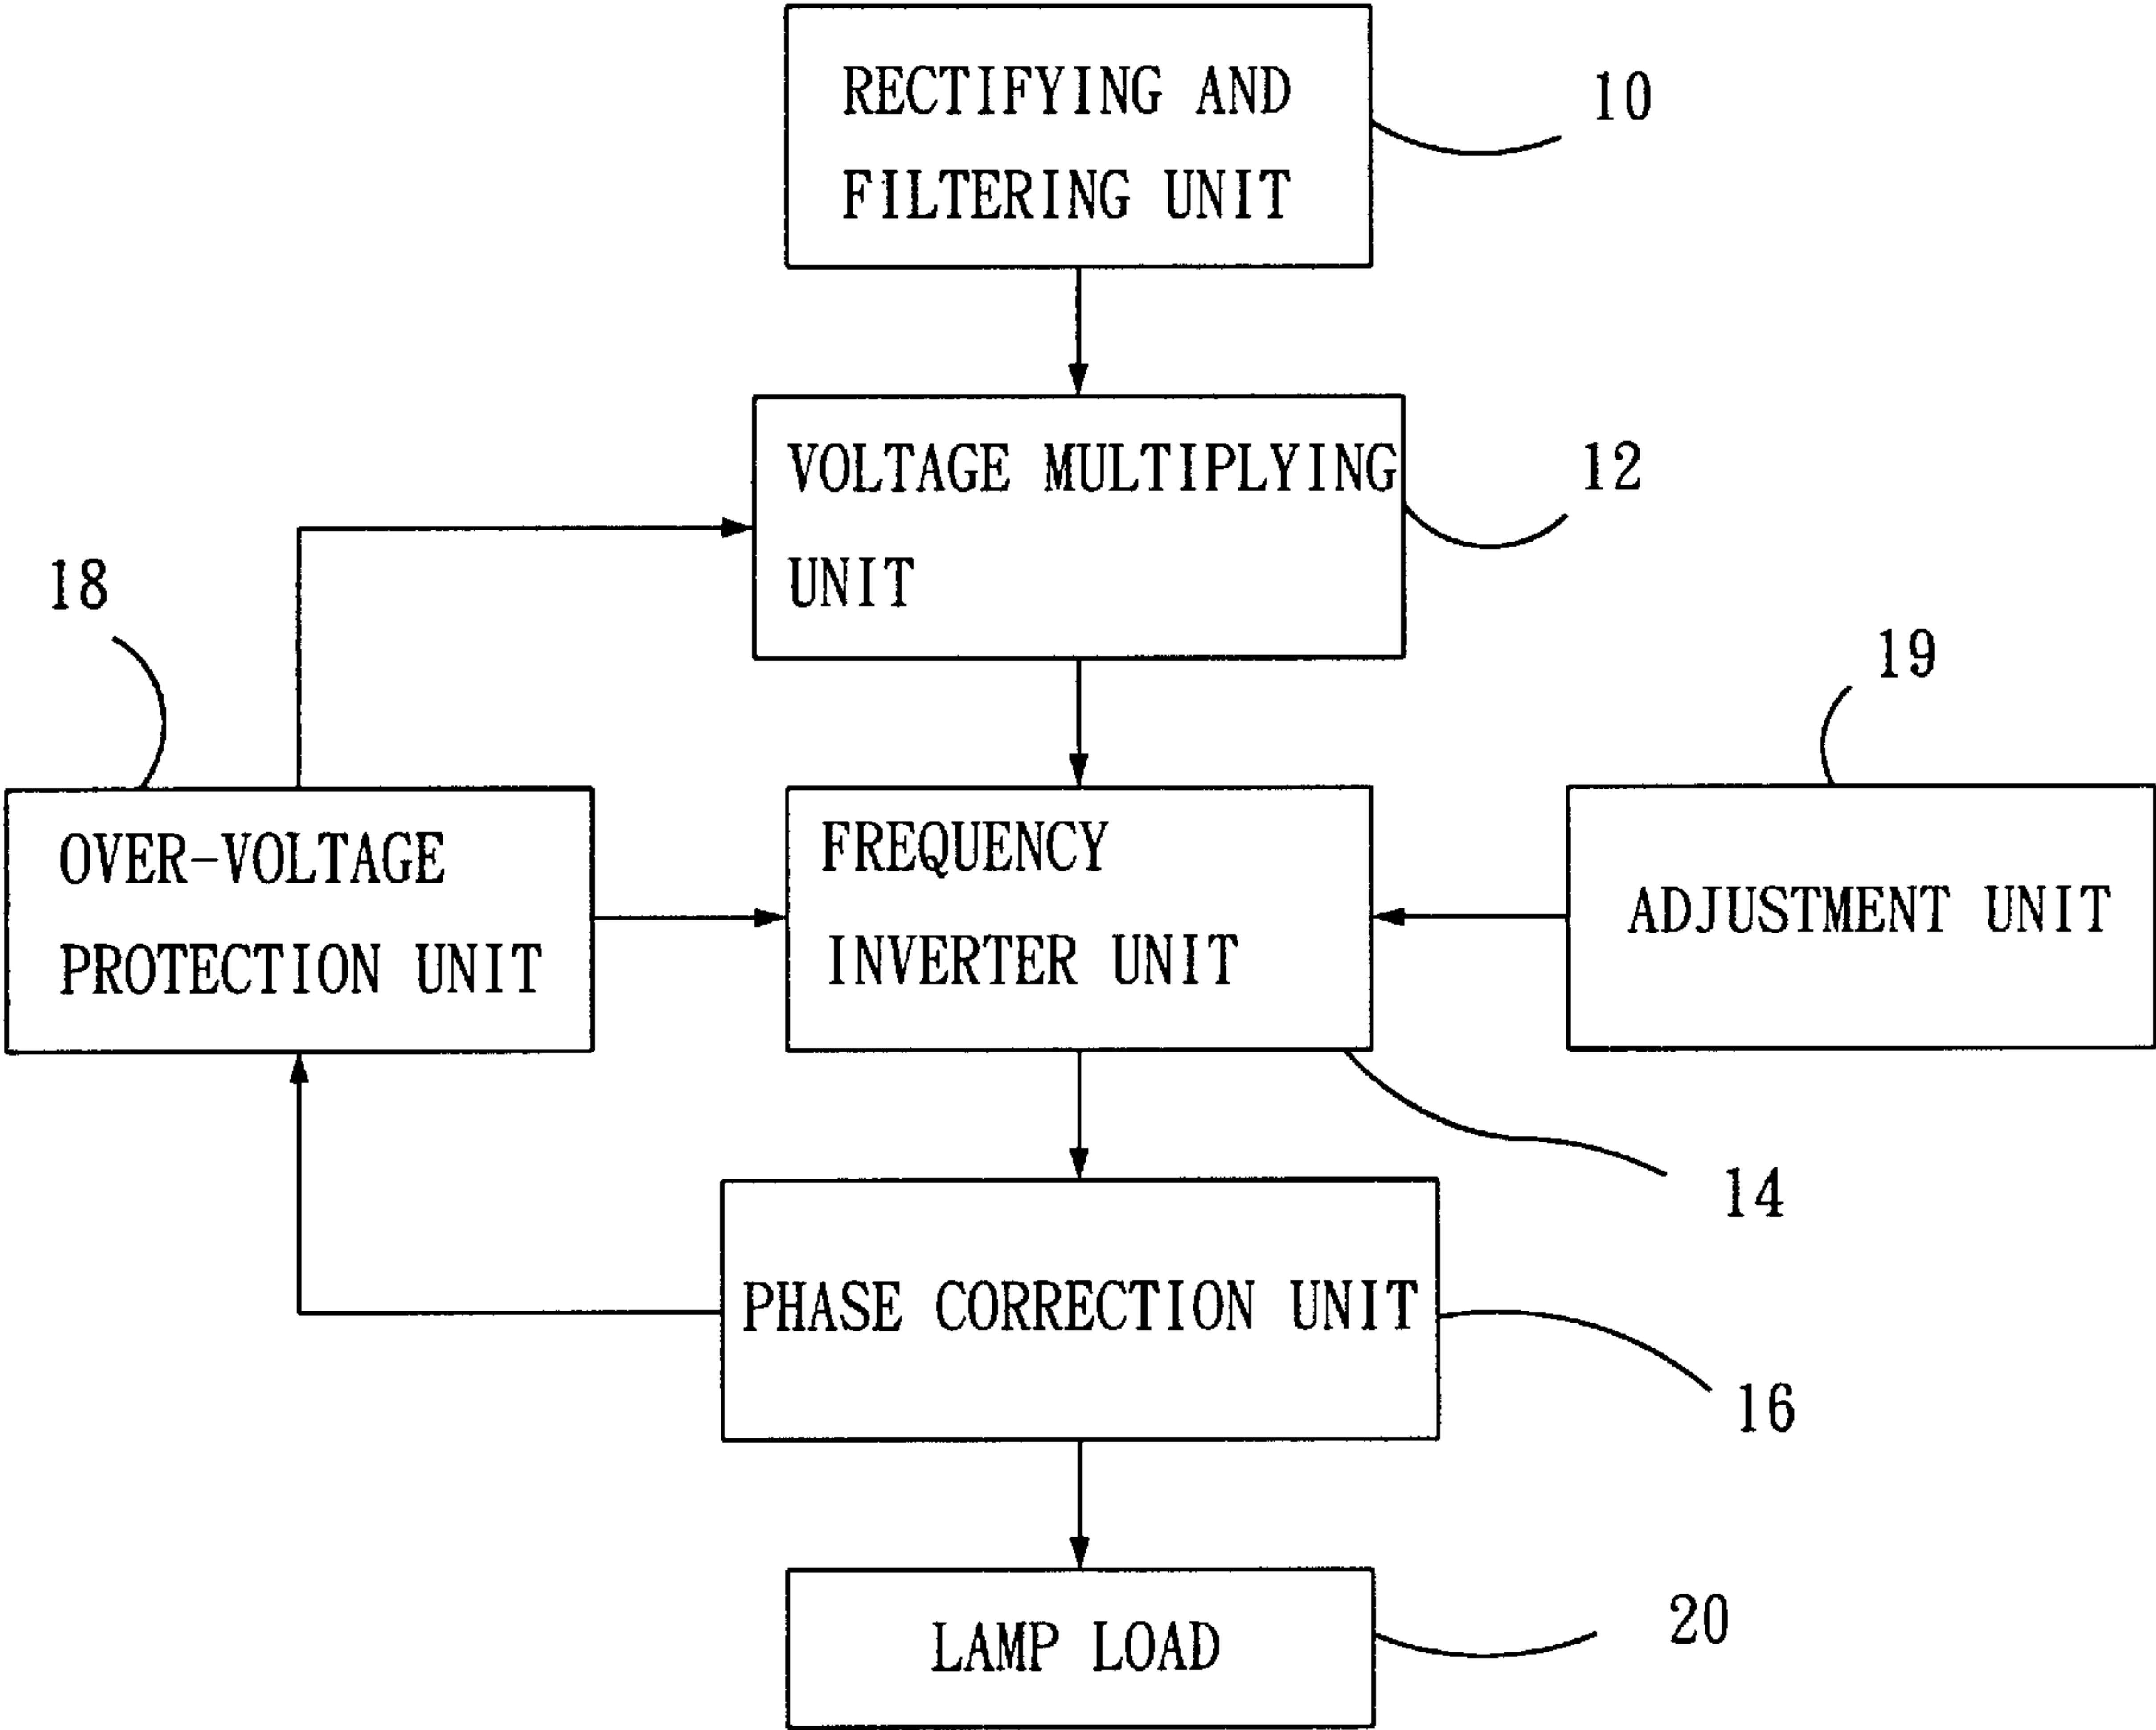 RECTIFYING AND
FILTERING UNIT
10
VOLTAGE MULTIPLYING
UNIT
12
18
19
OVER-VOLTAGE
PROTECTION UNIT
FREQUENCY
INVERTER UNIT
ADJUSTMENT UNIT
14
PHASE CORRECTION UNIT
16
LAMP LOAD
20